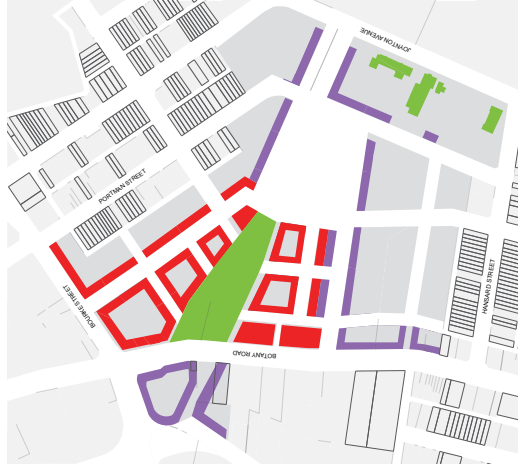 JOYNTON AVENUE
PORTMAN STREET
HANSARD STREET
BOURKE STREET
BOTANY ROAD